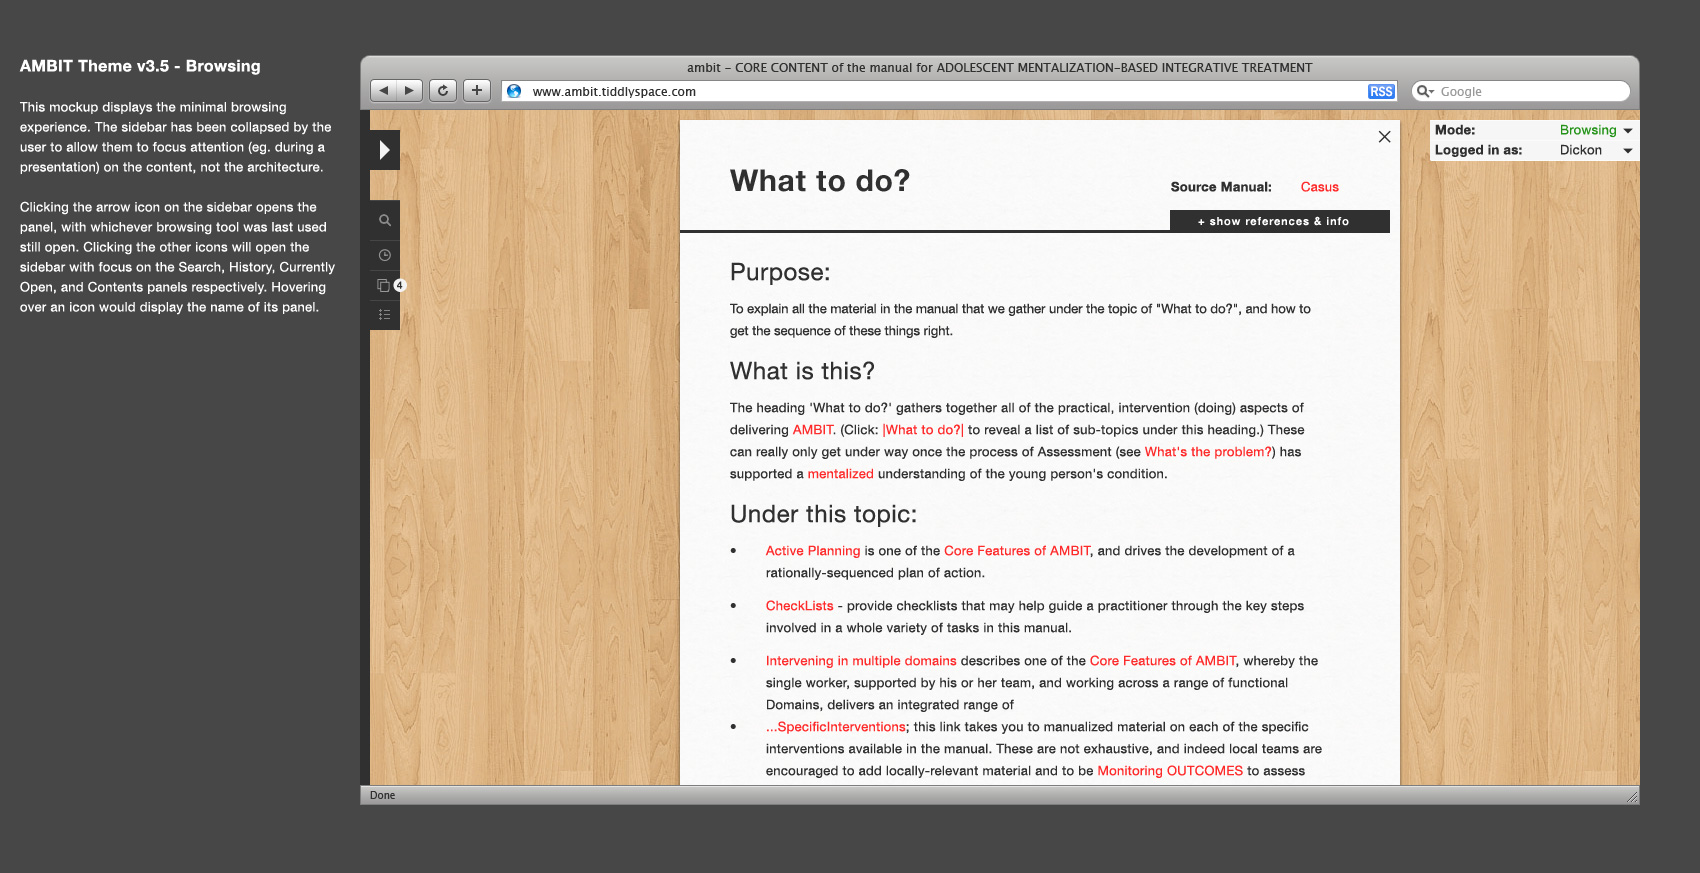 AMBIT Theme v3.5 - Browsing
This mockup displays the minimal browsing
experience. The sidebar has been collapsed by the
user to allow them to focus attention (eg. during a
presentation) on the content, not the architecture.
Clicking the arrow icon on the sidebar opens the
panel, with whichever browsing tool was last used
still open. Clicking the other icons will open the
sidebar with focus on the Search, History, Currently
Open, and Contents panels respectively. Hovering
over an icon would display the name of its panel.
ambit – CORE CONTENT of the manual for ADOLESCENT MENTALIZATION-BASED INTEGRATIVE TREATMENT
www.ambit.tiddlyspace.com RSS Google
Mode: Browsing
Logged in as: Dickon
4
What to do?
Source Manual: Casus
+ show references & info
Purpose:
To explain all the material in the manual that we gather under the topic of "What to do?", and how to
get the sequence of these things right.
What is this?
The heading 'What to do?' gathers together all of the practical, intervention (doing) aspects of
delivering AMBIT. (Click: |What to do?| to reveal a list of sub-topics under this heading.) These
can really only get under way once the process of Assessment (see What's the problem?) has
supported a mentalized understanding of the young person's condition.
Under this topic:
• Active Planning is one of the Core Features of AMBIT, and drives the development of a
rationally-sequenced plan of action.
• CheckLists - provide checklists that may help guide a practitioner through the key steps
involved in a whole variety of tasks in this manual.
• Intervening in multiple domains describes one of the Core Features of AMBIT, whereby the
single worker, supported by his or her team, and working across a range of functional
Domains, delivers an integrated range of
• ...SpecificInterventions; this link takes you to manualized material on each of the specific
interventions available in the manual. These are not exhaustive, and indeed local teams are
encouraged to add locally-relevant material and to be Monitoring OUTCOMES to assess
Done